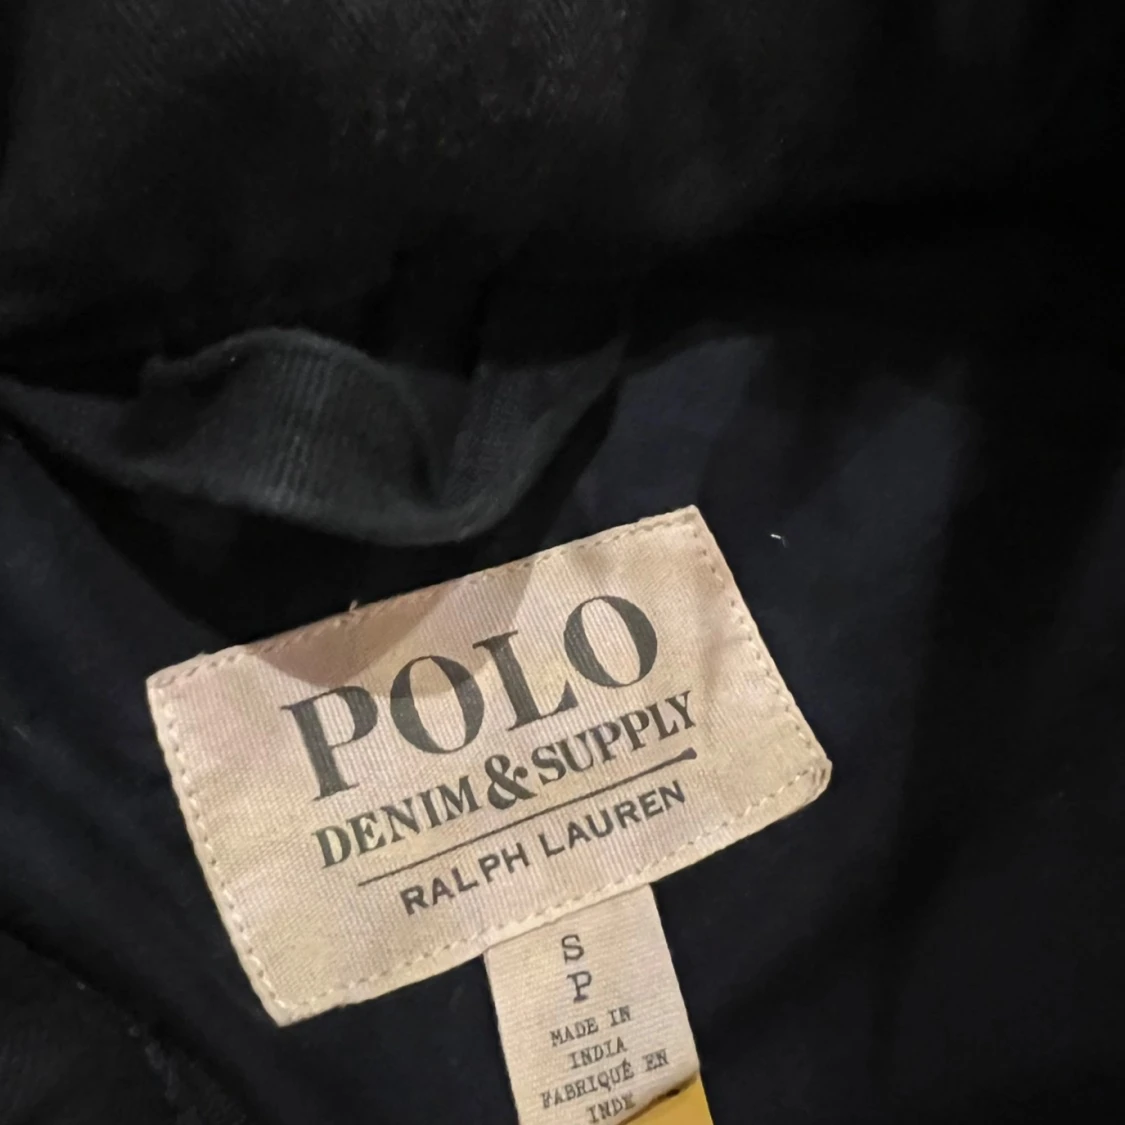 POLO
DENIM & SUPPLY
RALPH LAUREN
S
P
MADE IN
INDIA
FABRIQUÉ EN
INDE